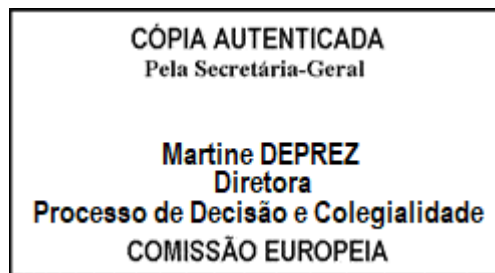 CÓPIA AUTENTICADA
Pela Secretária-Geral
Martine DEPREZ
Diretora
Processo de Decisão e Colegialidade
COMISSÃO EUROPEIA